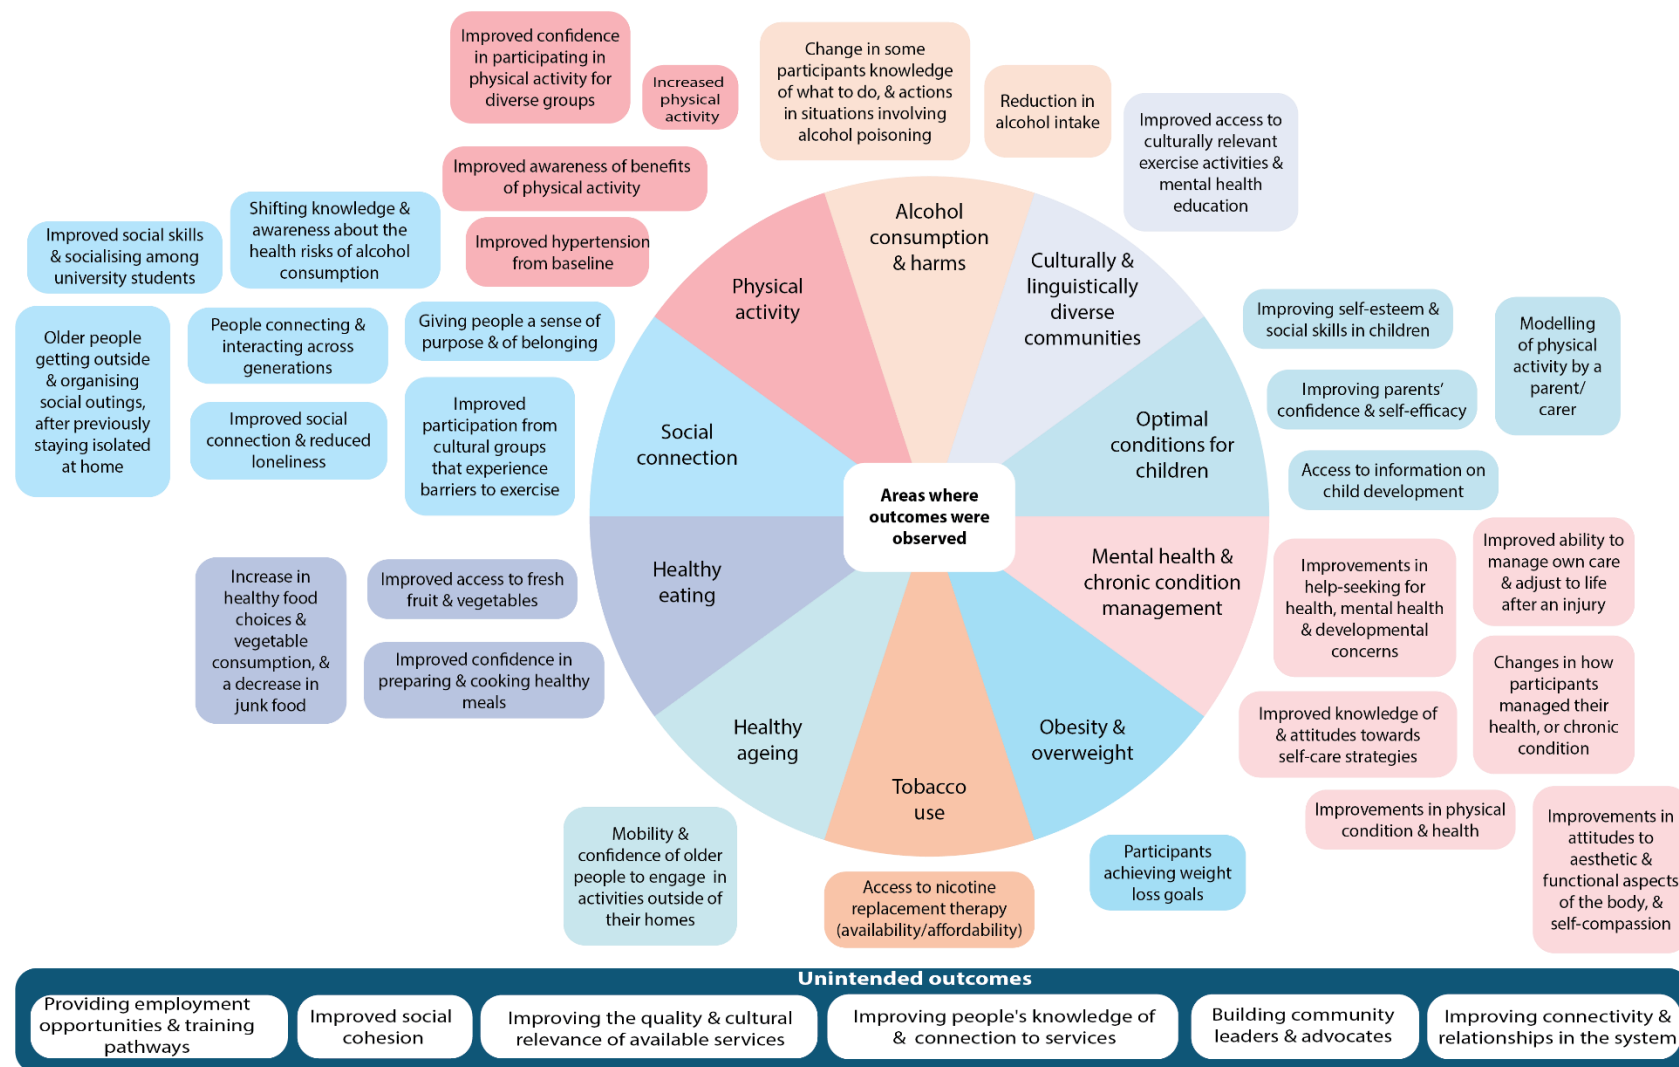 Improved confidence
in participating in
physical activity for
diverse groups
Increased
physical
activity
Improved awareness of benefits
of physical activity
Improved hypertension
from baseline
Change in some
participants knowledge
of what to do, & actions
in situations involving
alcohol poisoning
Reduction in
alcohol intake
Improved access to
culturally relevant
exercise activities &
mental health
education
Improved social skills
& socialising among
university students
Shifting knowledge &
awareness about the
health risks of alcohol
consumption
Older people
getting outside
& organising
social outings,
after previously
staying isolated
at home
People connecting &
interacting across
generations
Giving people a sense of
purpose & of belonging
Improved social
connection & reduced
loneliness
Improved
participation from
cultural groups
that experience
barriers to exercise
Physical
activity
Alcohol
consumption
& harms
Culturally &
linguistically
diverse
communities
Social
connection
Optimal
conditions for
children
Areas where
outcomes were
observed
Healthy
eating
Mental health &
chronic condition
management
Healthy
ageing
Tobacco
use
Obesity &
overweight
Improving self-esteem &
social skills in children
Modelling
of physical
activity by a
parent/
carer
Improving parents'
confidence & self-efficacy
Access to information on
child development
Increase in
healthy food
choices &
vegetable
consumption, &
a decrease in
junk food
Improved access to fresh
fruit & vegetables
Improved confidence in
preparing & cooking healthy
meals
Improvements in
help-seeking for
health, mental health
& developmental
concerns
Improved ability to
manage own care
& adjust to life
after an injury
Changes in how
participants
managed their
health, or chronic
condition
Improved knowledge of
& attitudes towards
self-care strategies
Improvements in physical
condition & health
Improvements in
attitudes to
aesthetic &
functional aspects
of the body, &
self-compassion
Mobility &
confidence of older
people to engage in
activities outside of
their homes
Access to nicotine
replacement therapy
(availability/affordability)
Participants
achieving weight
loss goals
Unintended outcomes
Providing employment
opportunities & training
pathways
Improved social
cohesion
Improving the quality & cultural
relevance of available services
Improving people's knowledge of
& connection to services
Building community
leaders & advocates
Improving connectivity &
relationships in the system